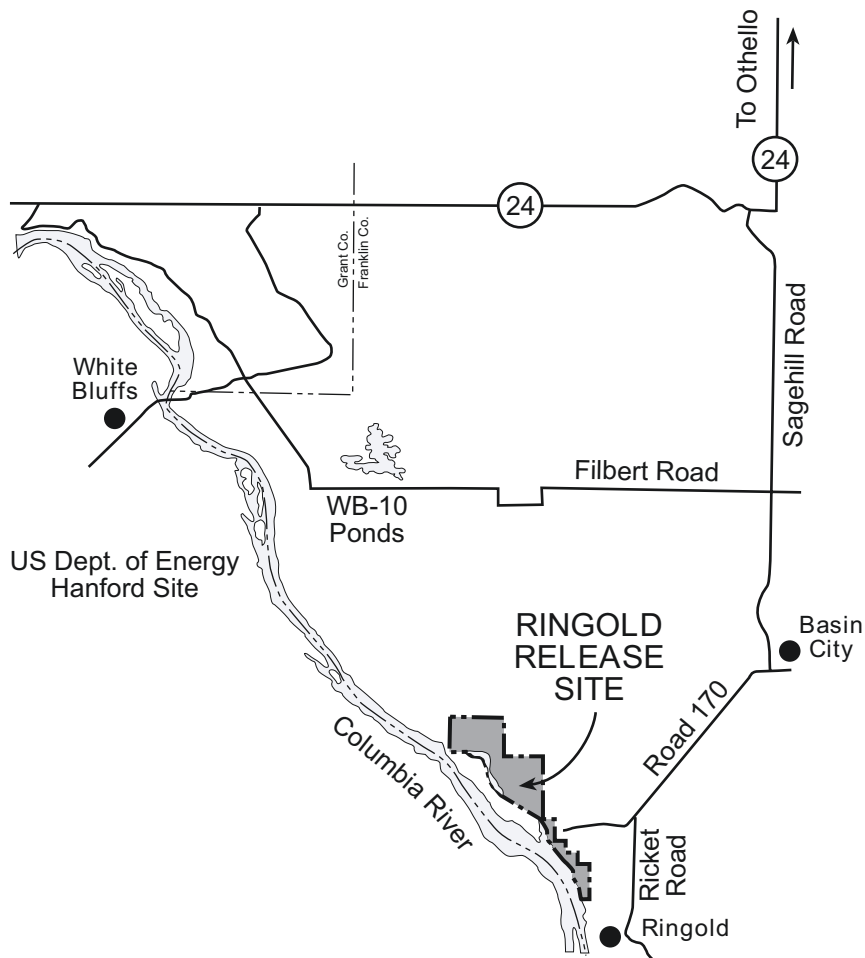 To Othello
24
24
Grant Co.
Franklin Co.
White
Bluffs
Sagehill Road
Filbert Road
WB-10
Ponds
US Dept. of Energy
Hanford Site
RINGOLD
RELEASE
SITE
Basin
City
Road 170
Columbia River
Ricket
Road
Ringold